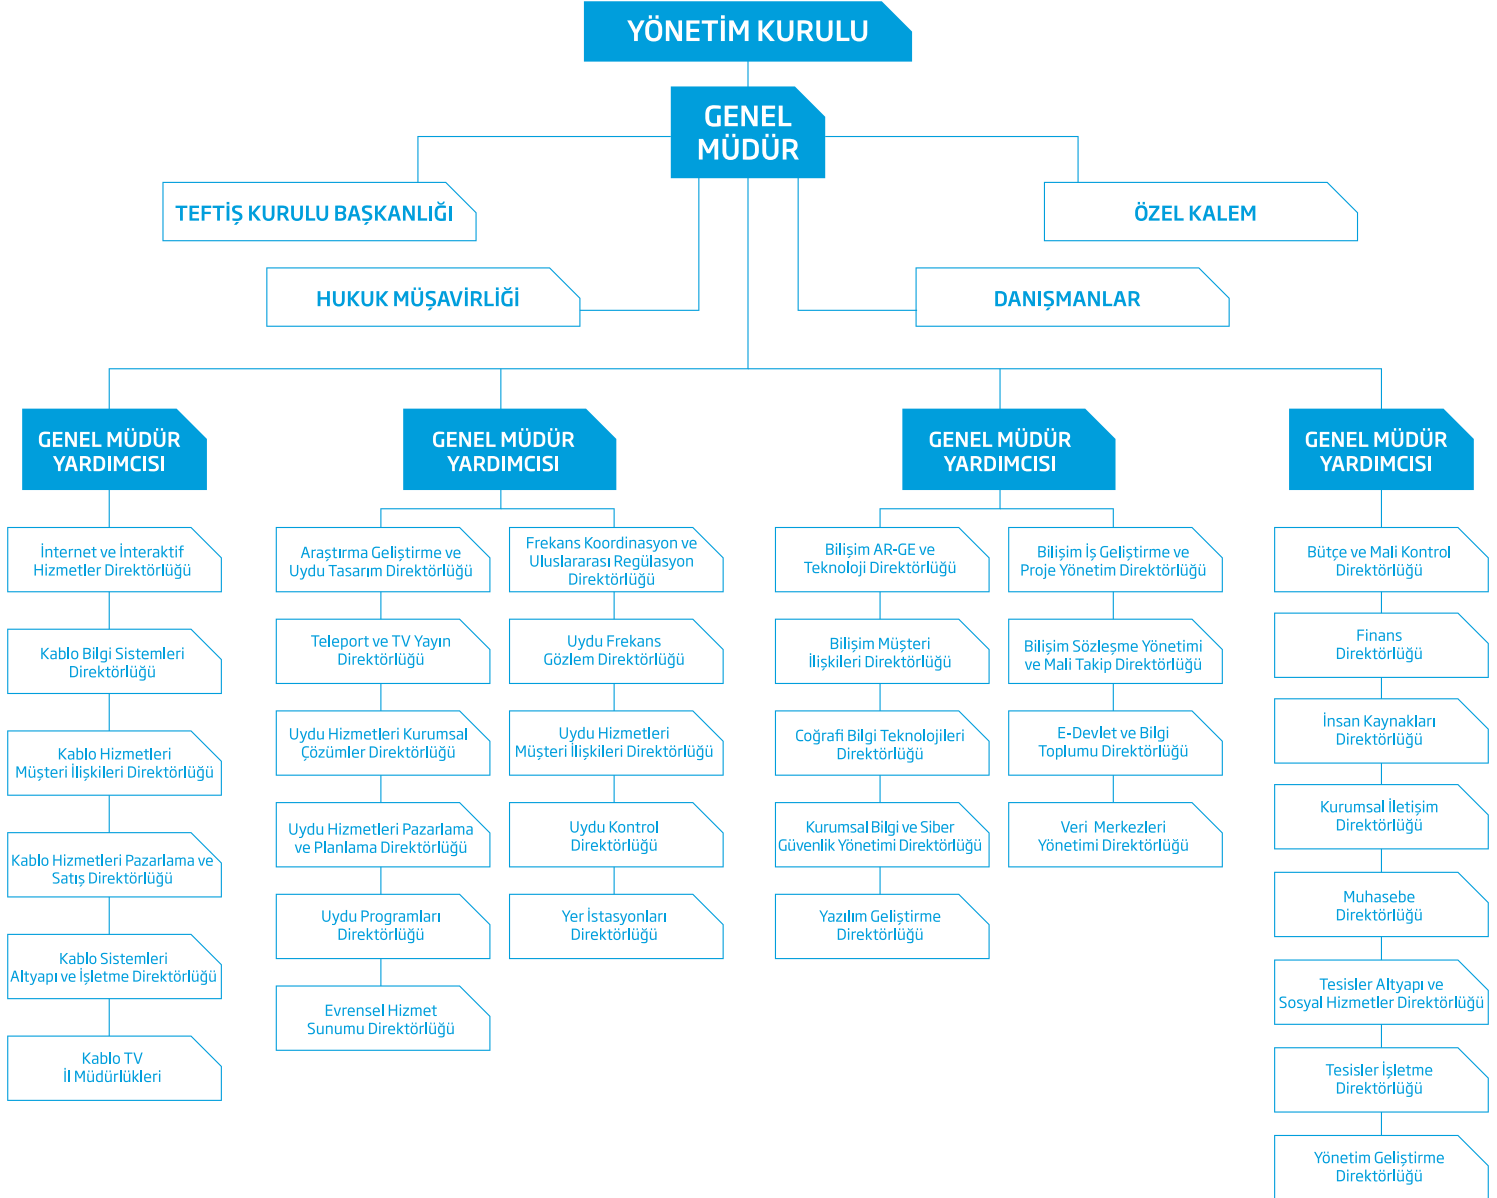 YÖNETİM KURULU
GENEL
MÜDÜR
TEFTİŞ KURULU BAŞKANLIĞI
ÖZEL KALEM
HUKUK MÜŞAVİRLİĞİ
DANIŞMANLAR
GENEL MÜDÜR
YARDIMCISI
İnternet ve İnteraktif
Hizmetler Direktörlüğü
Kablo Bilgi Sistemleri
Direktörlüğü
Kablo Hizmetleri
Müşteri İlişkileri Direktörlüğü
Kablo Hizmetleri Pazarlama ve
Satış Direktörlüğü
Kablo Sistemleri
Altyapı ve İşletme Direktörlüğü
Kablo TV
İl Müdürlükleri
GENEL MÜDÜR
YARDIMCISI
Araştırma Geliştirme ve
Uydu Tasarım Direktörlüğü
Teleport ve TV Yayın
Direktörlüğü
Uydu Hizmetleri Kurumsal
Çözümler Direktörlüğü
Uydu Hizmetleri Pazarlama
ve Planlama Direktörlüğü
Uydu Programları
Direktörlüğü
Evrensel Hizmet
Sunumu Direktörlüğü
Frekans Koordinasyon ve
Uluslararası Regülasyon
Direktörlüğü
Uydu Frekans
Gözlem Direktörlüğü
Uydu Hizmetleri
Müşteri İlişkileri Direktörlüğü
Uydu Kontrol
Direktörlüğü
Yer İstasyonları
Direktörlüğü
GENEL MÜDÜR
YARDIMCISI
Bilişim AR-GE ve
Teknoloji Direktörlüğü
Bilişim Müşteri
İlişkileri Direktörlüğü
Coğrafi Bilgi Teknolojileri
Direktörlüğü
Kurumsal Bilgi ve Siber
Güvenlik Yönetimi Direktörlüğü
Yazılım Geliştirme
Direktörlüğü
Bilişim İş Geliştirme ve
Proje Yönetim Direktörlüğü
Bilişim Sözleşme Yönetimi
ve Mali Takip Direktörlüğü
E-Devlet ve Bilgi
Toplumu Direktörlüğü
Veri Merkezleri
Yönetimi Direktörlüğü
GENEL MÜDÜR
YARDIMCISI
Bütçe ve Mali Kontrol
Direktörlüğü
Finans
Direktörlüğü
İnsan Kaynakları
Direktörlüğü
Kurumsal İletişim
Direktörlüğü
Muhasebe
Direktörlüğü
Tesisler Altyapı ve
Sosyal Hizmetler Direktörlüğü
Tesisler İşletme
Direktörlüğü
Yönetim Geliştirme
Direktörlüğü